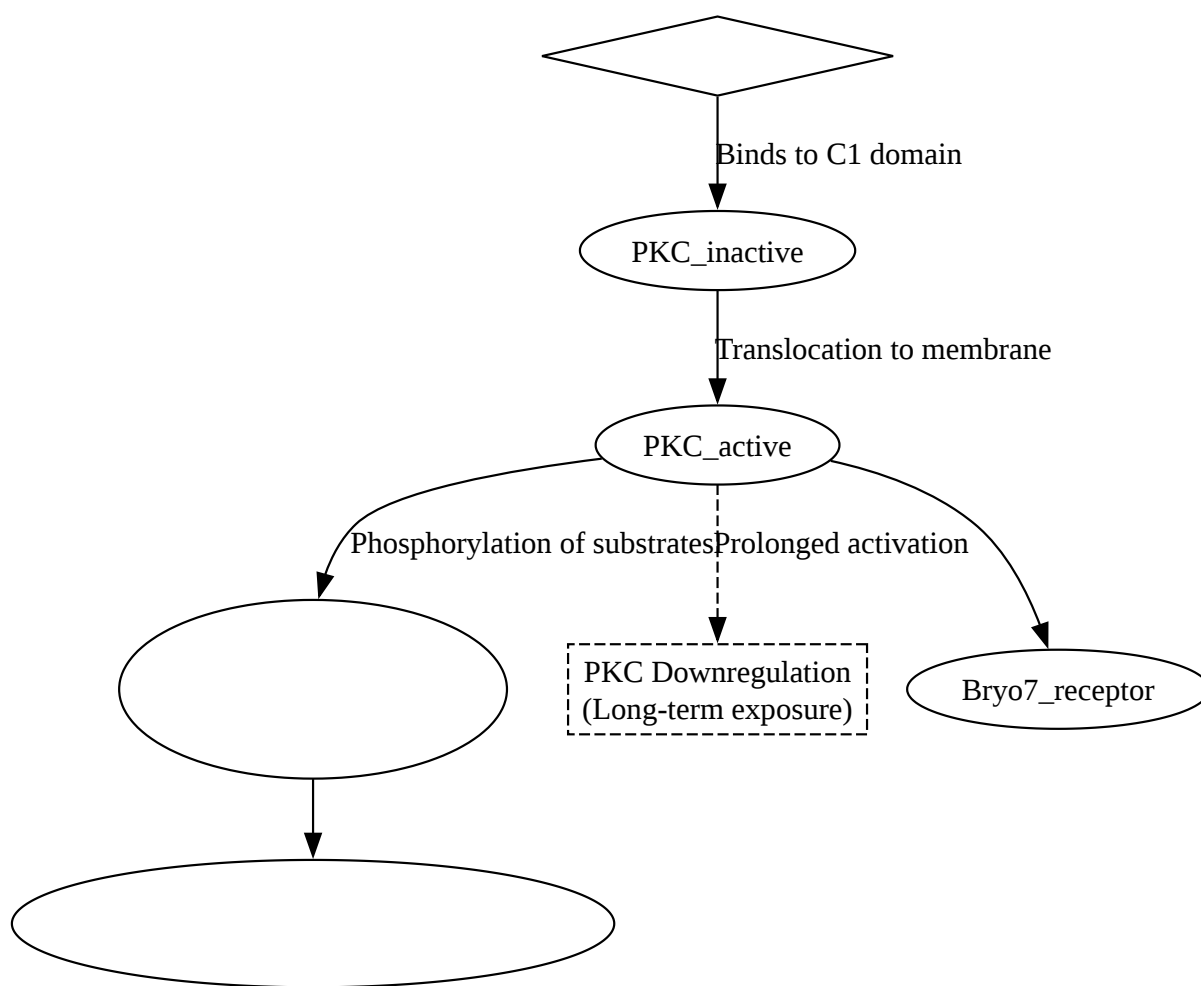 Binds to C1 domain
PKC_inactive
Translocation to membrane
PKC_active
Phosphorylation of substrates
Prolonged activation
PKC Downregulation
(Long-term exposure)
Bryo7_receptor